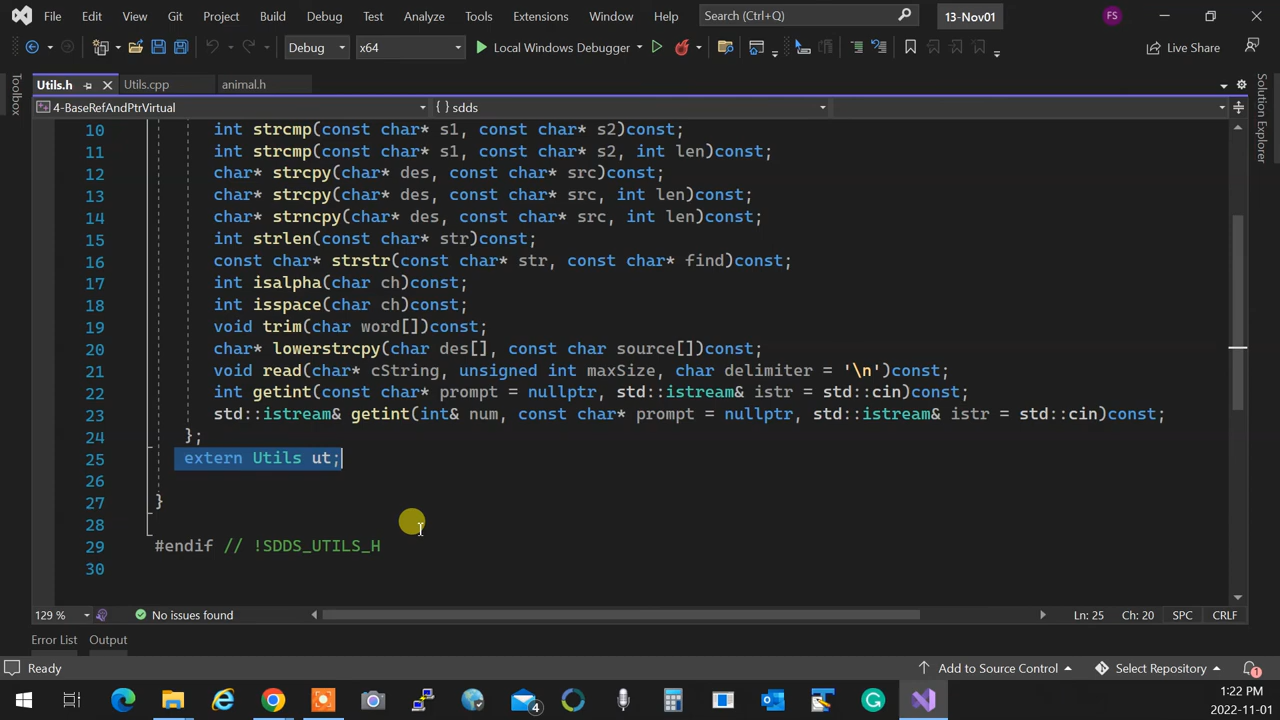 File Edit View Git Project Build Debug Test Analyze Tools Extensions Window Help Search (Ctrl+Q) 13-Nov01 FS
Debug x64 Local Windows Debugger Live Share
Utils.h Utils.cpp animal.h
4-BaseRefAndPtrVirtual {} sdds
Toolbox
Solution Explorer
10 int strcmp(const char* s1, const char* s2)const;
11 int strcmp(const char* s1, const char* s2, int len)const;
12 char* strcpy(char* des, const char* src)const;
13 char* strcpy(char* des, const char* src, int len)const;
14 char* strncpy(char* des, const char* src, int len)const;
15 int strlen(const char* str)const;
16 const char* strstr(const char* str, const char* find)const;
17 int isalpha(char ch)const;
18 int isspace(char ch)const;
19 void trim(char word[])const;
20 char* lowerstrcpy(char des[], const char source[])const;
21 void read(char* cString, unsigned int maxSize, char delimiter = '\n')const;
22 int getint(const char* prompt = nullptr, std::istream& istr = std::cin)const;
23 std::istream& getint(int& num, const char* prompt = nullptr, std::istream& istr = std::cin)const;
24 };
25 extern Utils ut;
26
27 }
28
29 #endif // !SDDS_UTILS_H
30
129 % No issues found Ln: 25 Ch: 20 SPC CRLF
Error List Output
Ready Add to Source Control Select Repository 1
4 1:22 PM
2022-11-01